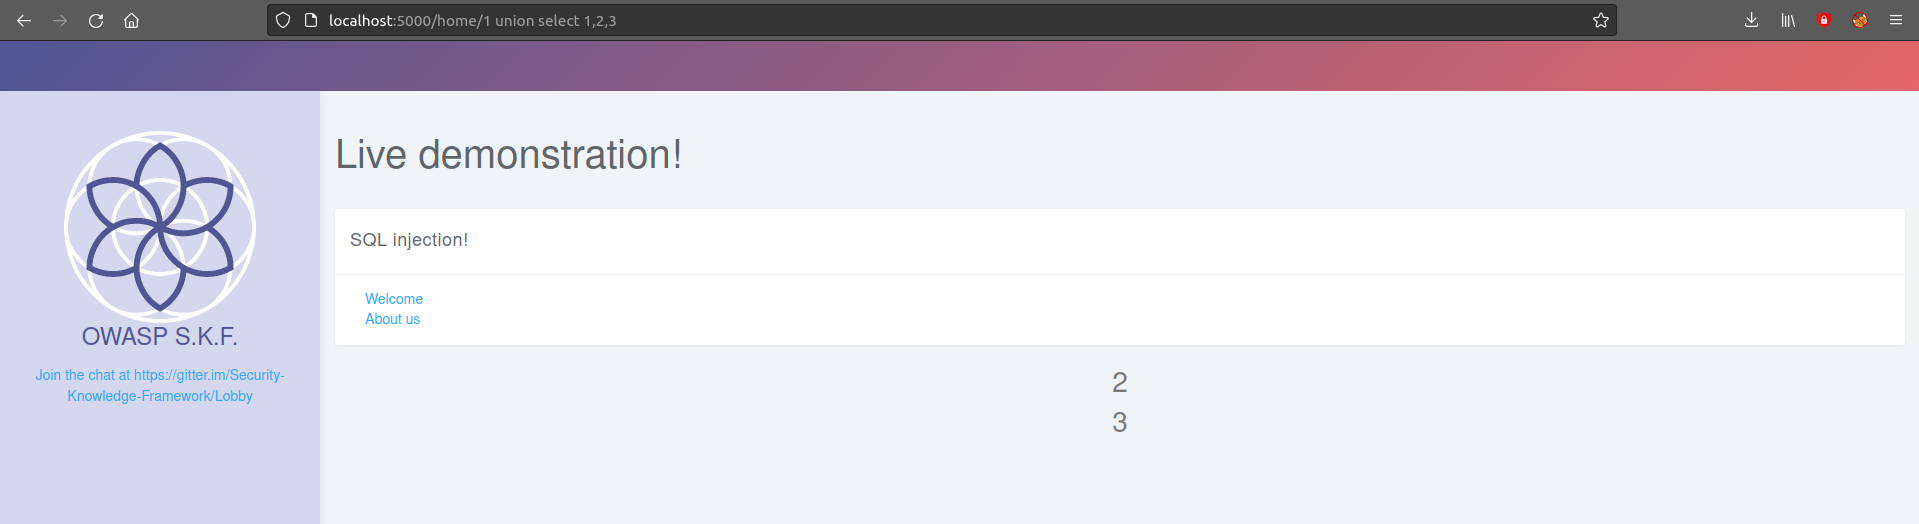 localhost:5000/home/1 union select 1,2,3
OWASP S.K.F.
Join the chat at https://gitter.im/Security-
Knowledge-Framework/Lobby
Live demonstration!
SQL injection!
Welcome
About us
2
3